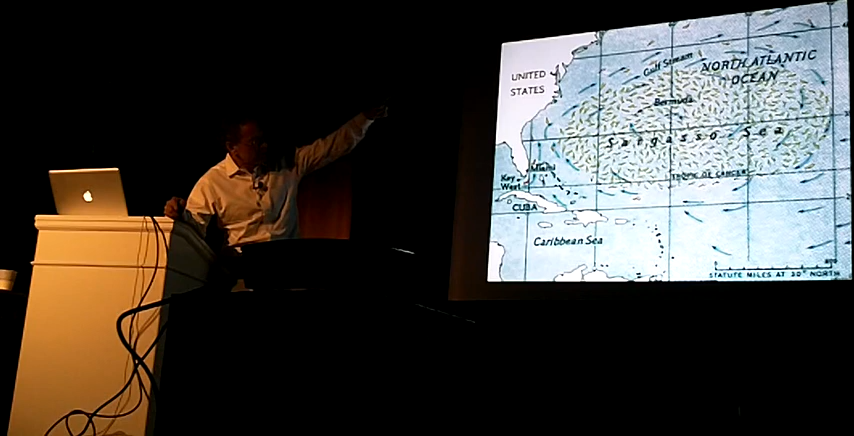 NORTH ATLANTIC
OCEAN
Gulf Stream
UNITED
STATES
Bermuda
Sargasso Sea
Miami
TROPIC OF CANCER
Key
West
CUBA
Caribbean Sea
STATUTE MILES AT 30° NORTH